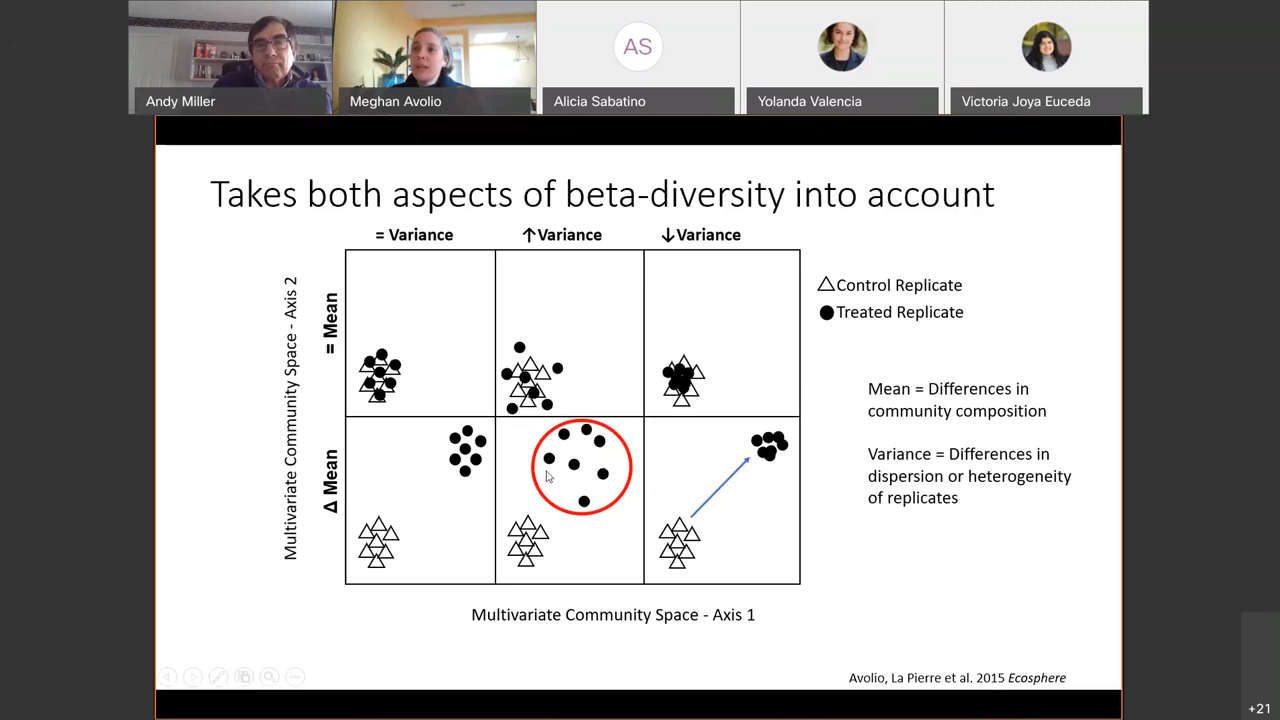 AS
Andy Miller
Meghan Avolio
Alicia Sabatino
Yolanda Valencia
Victoria Joya Euceda
Takes both aspects of beta-diversity into account
= Variance
↑Variance
↓Variance
Multivariate Community Space - Axis 2
= Mean
Δ Mean
Control Replicate
Treated Replicate
Mean = Differences in
community composition
Variance = Differences in
dispersion or heterogeneity
of replicates
Multivariate Community Space - Axis 1
Avolio, La Pierre et al. 2015 Ecosphere
+21